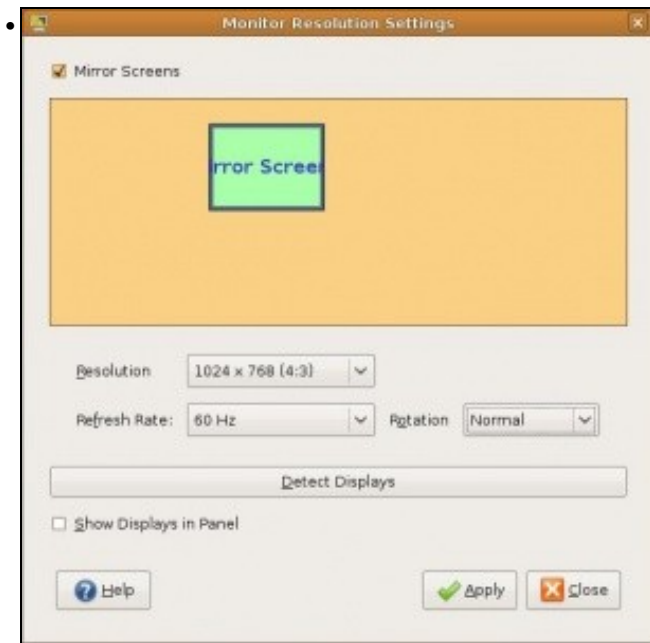 Monitor Resolution Settings
Mirror Screens
rror Screen
Resolution 1024 x 768 (4:3)
Refresh Rate: 60 Hz Rotation Normal
Detect Displays
Show Displays in Panel
Help Apply Close